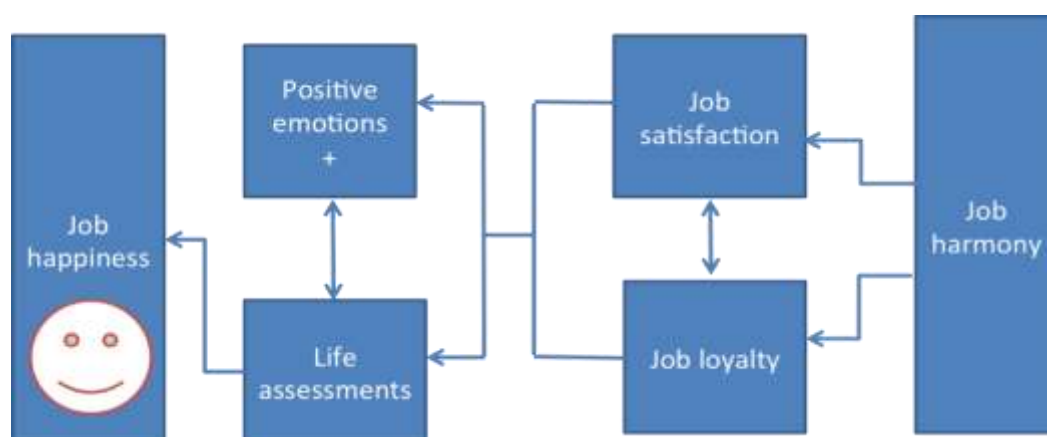 Job
happiness
Positive
emotions
+
Life
assessments
Job
satisfaction
Job loyalty
Job
harmony